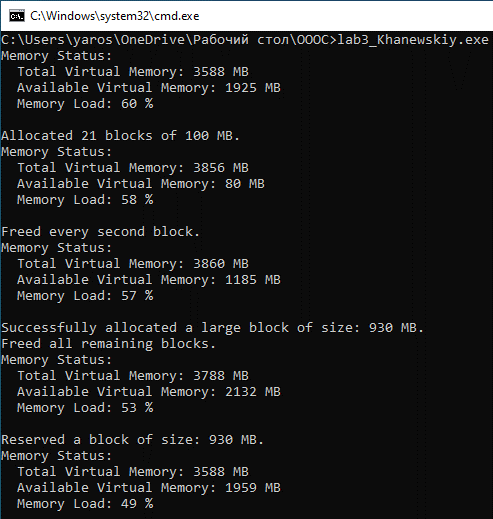 C:\Windows\system32\cmd.exe
C:\Users\yaros\OneDrive\Рабочий стол\ОООС>lab3_Khanewskiy.exe
Memory Status:
  Total Virtual Memory: 3588 MB
  Available Virtual Memory: 1925 MB
  Memory Load: 60 %

Allocated 21 blocks of 100 MB.
Memory Status:
  Total Virtual Memory: 3856 MB
  Available Virtual Memory: 80 MB
  Memory Load: 58 %

Freed every second block.
Memory Status:
  Total Virtual Memory: 3860 MB
  Available Virtual Memory: 1185 MB
  Memory Load: 57 %

Successfully allocated a large block of size: 930 MB.
Freed all remaining blocks.
Memory Status:
  Total Virtual Memory: 3788 MB
  Available Virtual Memory: 2132 MB
  Memory Load: 53 %

Reserved a block of size: 930 MB.
Memory Status:
  Total Virtual Memory: 3588 MB
  Available Virtual Memory: 1959 MB
  Memory Load: 49 %